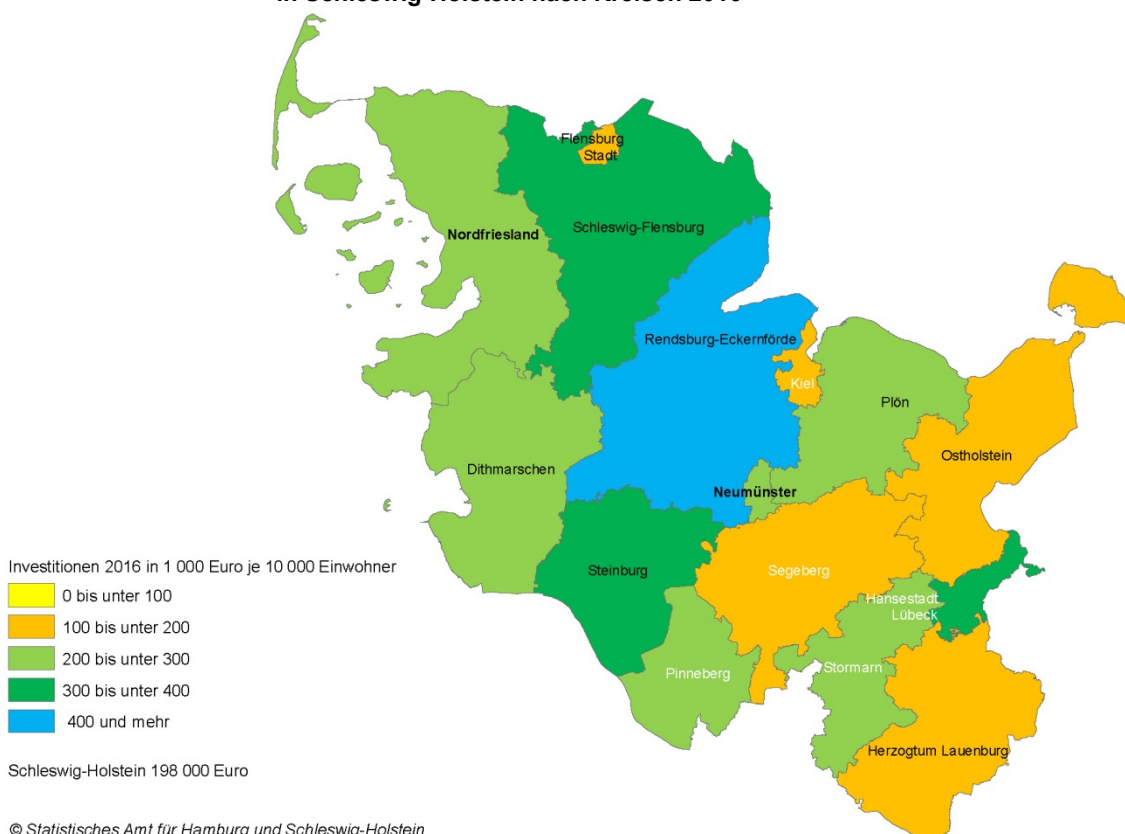 Flensburg
Stadt
Nordfriesland
Schleswig-Flensburg
Rendsburg-Eckernförde
Kiel
Plön
Ostholstein
Dithmarschen
Neumünster
Steinburg
Segeberg
Hansestadt
Lübeck
Pinneberg
Stormarn
Herzogtum Lauenburg
Investitionen 2016 in 1 000 Euro je 10 000 Einwohner
0 bis unter 100
100 bis unter 200
200 bis unter 300
300 bis unter 400
400 und mehr
Schleswig-Holstein 198 000 Euro
© Statistisches Amt für Hamburg und Schleswig-Holstein